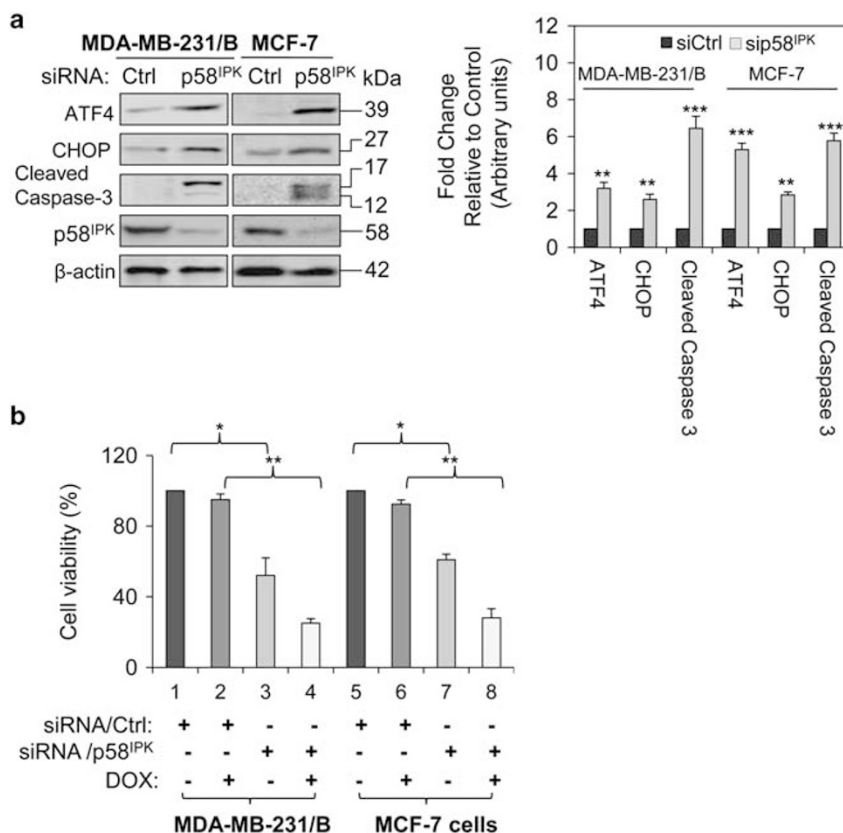 a
MDA-MB-231/B MCF-7
siRNA: Ctrl p58IPK Ctrl p58IPK kDa
ATF4 39
CHOP 27
Cleaved Caspase-3 17
12
p58IPK 58
β-actin 42
Fold Change
Relative to Control
(Arbitrary units)
12
10
8
6
4
2
0
siCtrl sip58IPK
MDA-MB-231/B MCF-7
** ** *** *** ** ***
ATF4 CHOP Cleaved Caspase 3 ATF4 CHOP Cleaved Caspase 3
b
* ** * **
Cell viability (%)
120
80
40
0
1 2 3 4 5 6 7 8
siRNA/Ctrl: + + - - + + - -
siRNA /p58IPK - - + + - - + +
DOX: - + - + - + - +
MDA-MB-231/B MCF-7 cells